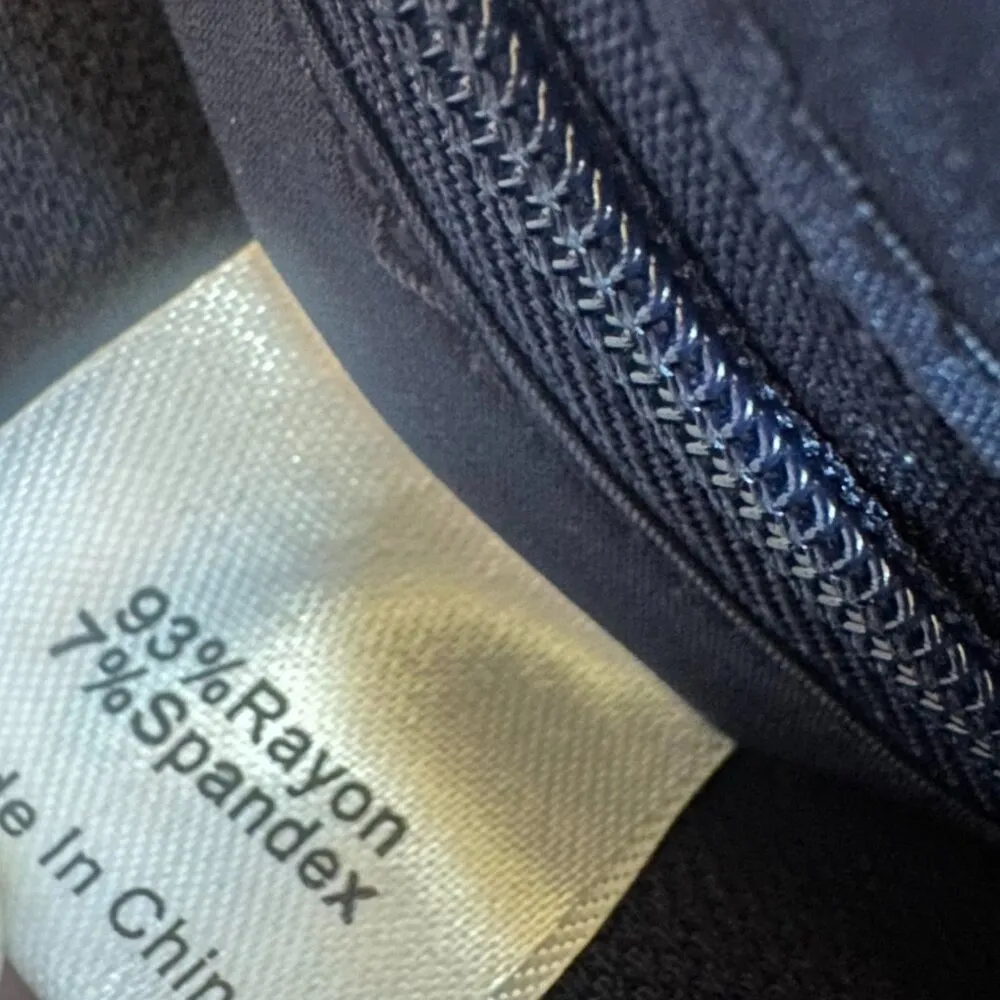 93%Rayon
7%Spandex
de In Chin